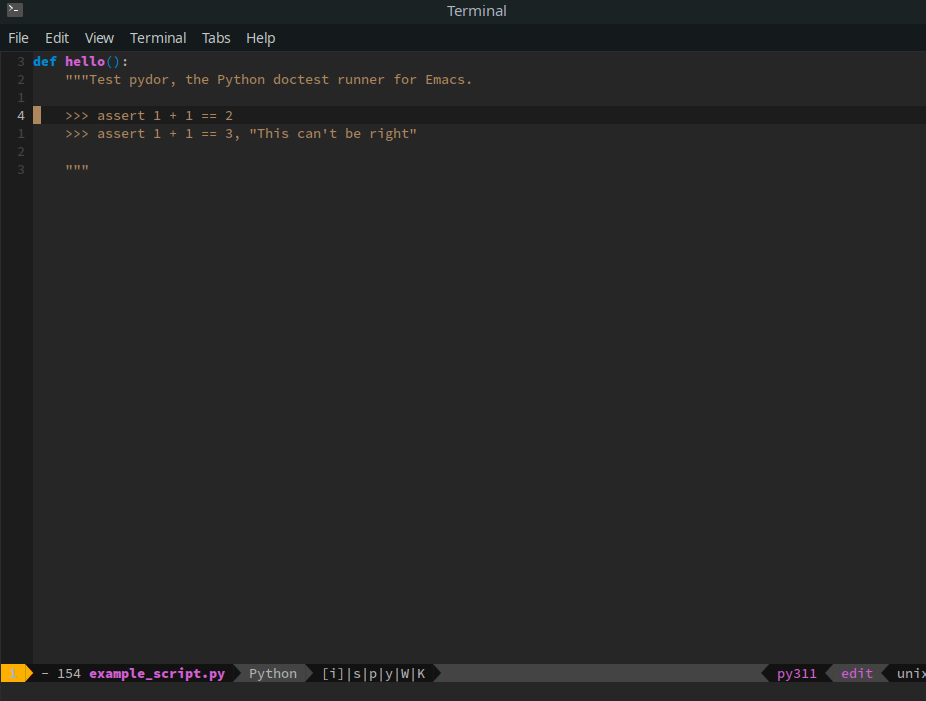 Terminal
File Edit View Terminal Tabs Help
3 def hello():
2     """Test pydor, the Python doctest runner for Emacs.
1
4     >>> assert 1 + 1 == 2
1     >>> assert 1 + 1 == 3, "This can't be right"
2
3     """
- 154 example_script.py Python [i]|s|p|y|W|K py311 edit unix